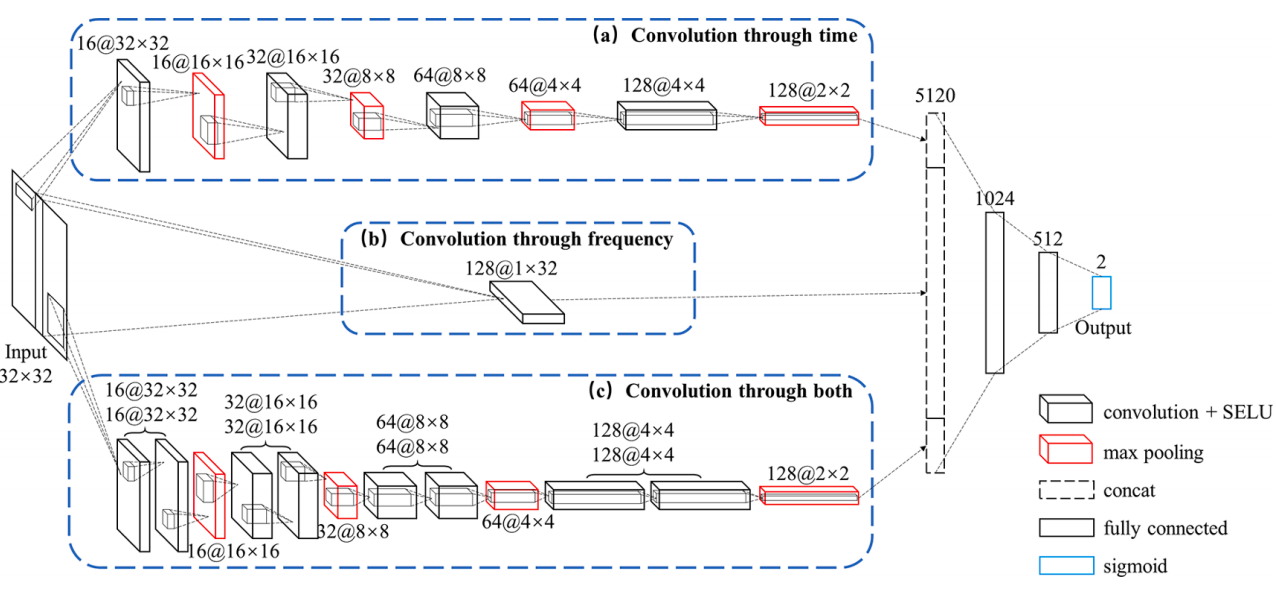 (a) Convolution through time
16@32×32
16@16×16
32@16×16
32@8×8
64@8×8
64@4×4
128@4×4
128@2×2
5120
1024
512
2
Output
(b) Convolution through frequency
128@1×32
Input
32×32
(c) Convolution through both
16@32×32
16@32×32
16@16×16
32@16×16
32@16×16
32@8×8
64@8×8
64@8×8
64@4×4
128@4×4
128@4×4
128@2×2
convolution + SELU
max pooling
concat
fully connected
sigmoid